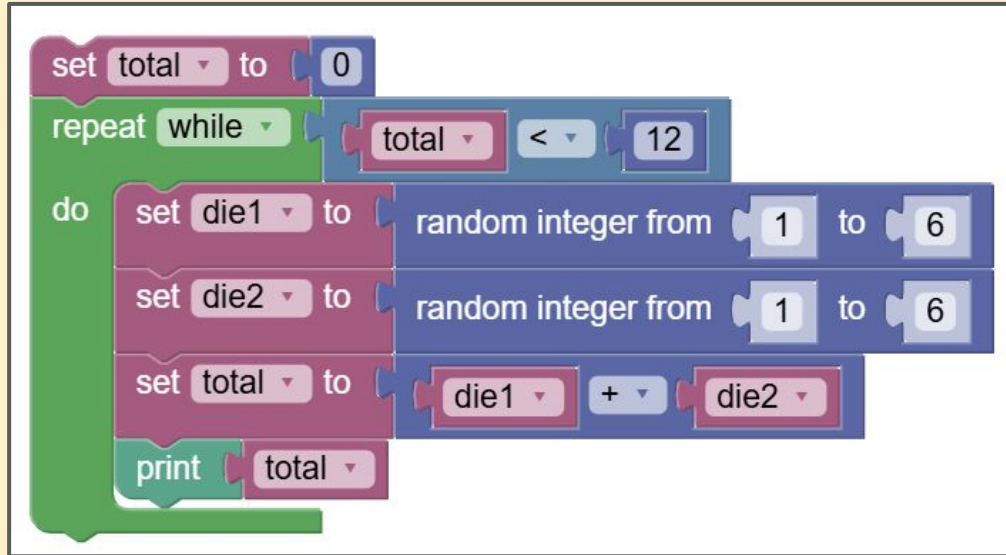 set total to 0
repeat while total < 12
do set die1 to random integer from 1 to 6
set die2 to random integer from 1 to 6
set total to die1 + die2
print total